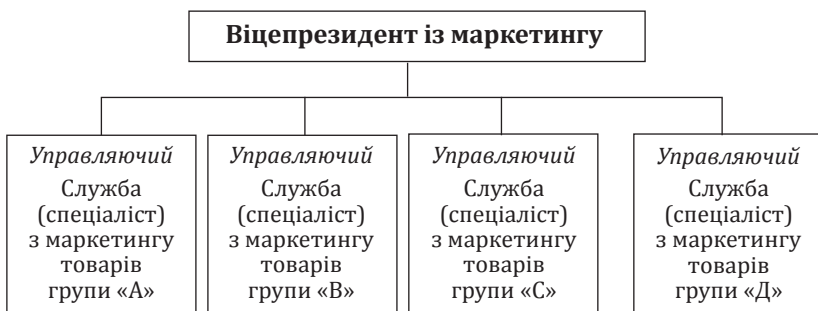 Віцепрезидент із маркетингу
Управляючий
Служба
(спеціаліст)
з маркетингу
товарів
групи «А»
Управляючий
Служба
(спеціаліст)
з маркетингу
товарів
групи «В»
Управляючий
Служба
(спеціаліст)
з маркетингу
товарів
групи «С»
Управляючий
Служба
(спеціаліст)
з маркетингу
товарів
групи «Д»